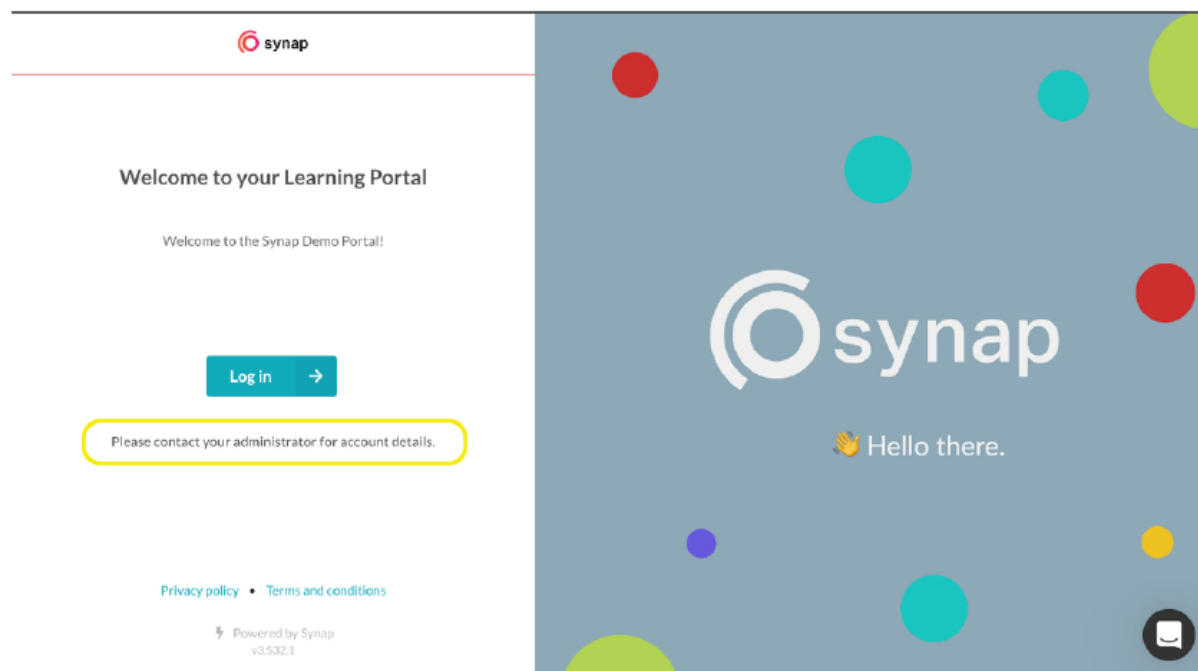 synap
Welcome to your Learning Portal
Welcome to the Synap Demo Portal!
Log in
Please contact your administrator for account details.
Privacy policy • Terms and conditions
Powered by Synap
v3.532.1
synap
👋 Hello there.